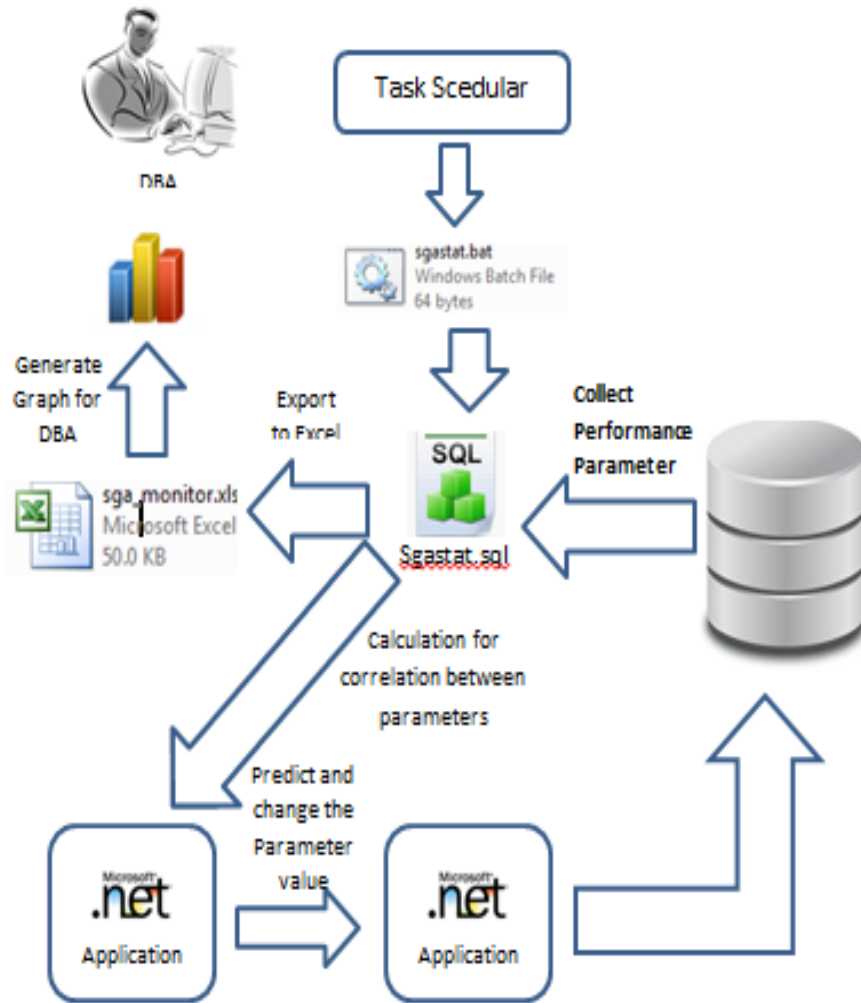 DBA
Task Scedular
sgastat.bat
Windows Batch File
64 bytes
Generate
Graph for
DBA
Export
to Excel
Collect
Performance
Parameter
SQL
Sgastat.sql
sga_monitor.xls
Microsoft Excel
50.0 KB
Calculation for
correlation between
parameters
Predict and
change the
Parameter
value
Microsoft
.net
Application
Microsoft
.net
Application